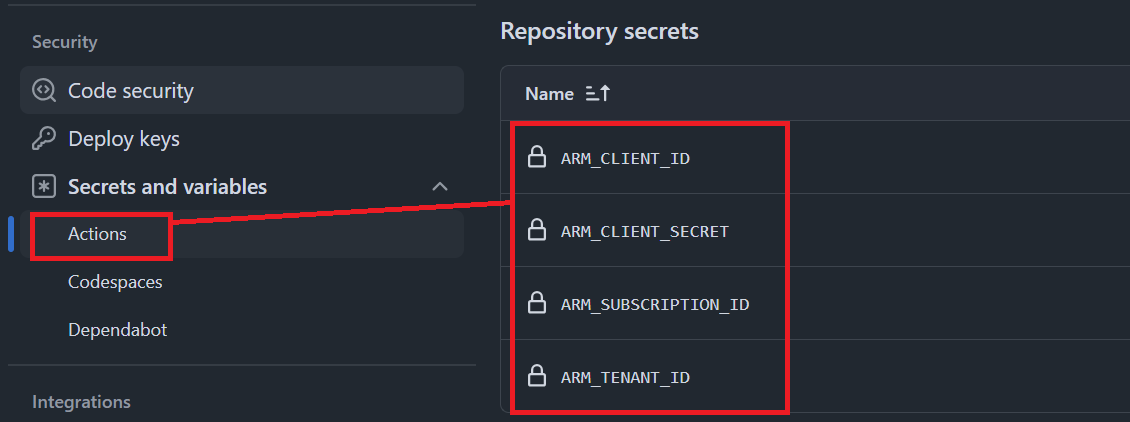 Security
Code security
Deploy keys
Secrets and variables
Actions
Codespaces
Dependabot
Integrations
Repository secrets
Name
ARM_CLIENT_ID
ARM_CLIENT_SECRET
ARM_SUBSCRIPTION_ID
ARM_TENANT_ID